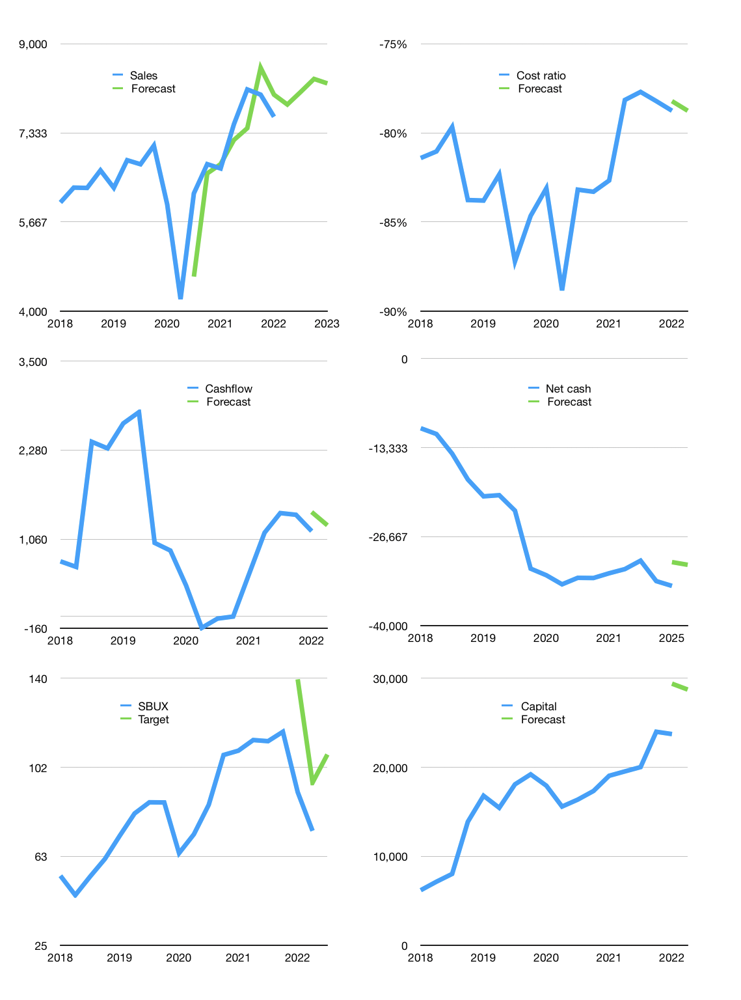 9,000
Sales
Forecast
7,333
5,667
4,000
2018 2019 2020 2021 2022 2023
-75%
Cost ratio
Forecast
-80%
-85%
-90%
2018 2019 2020 2021 2022
3,500
Cashflow
Forecast
2,280
1,060
-160
2018 2019 2020 2021 2022
0
Net cash
Forecast
-13,333
-26,667
-40,000
2018 2019 2020 2021 2025
140
SBUX
Target
102
63
25
2018 2019 2020 2021 2022
30,000
Capital
Forecast
20,000
10,000
0
2018 2019 2020 2021 2022